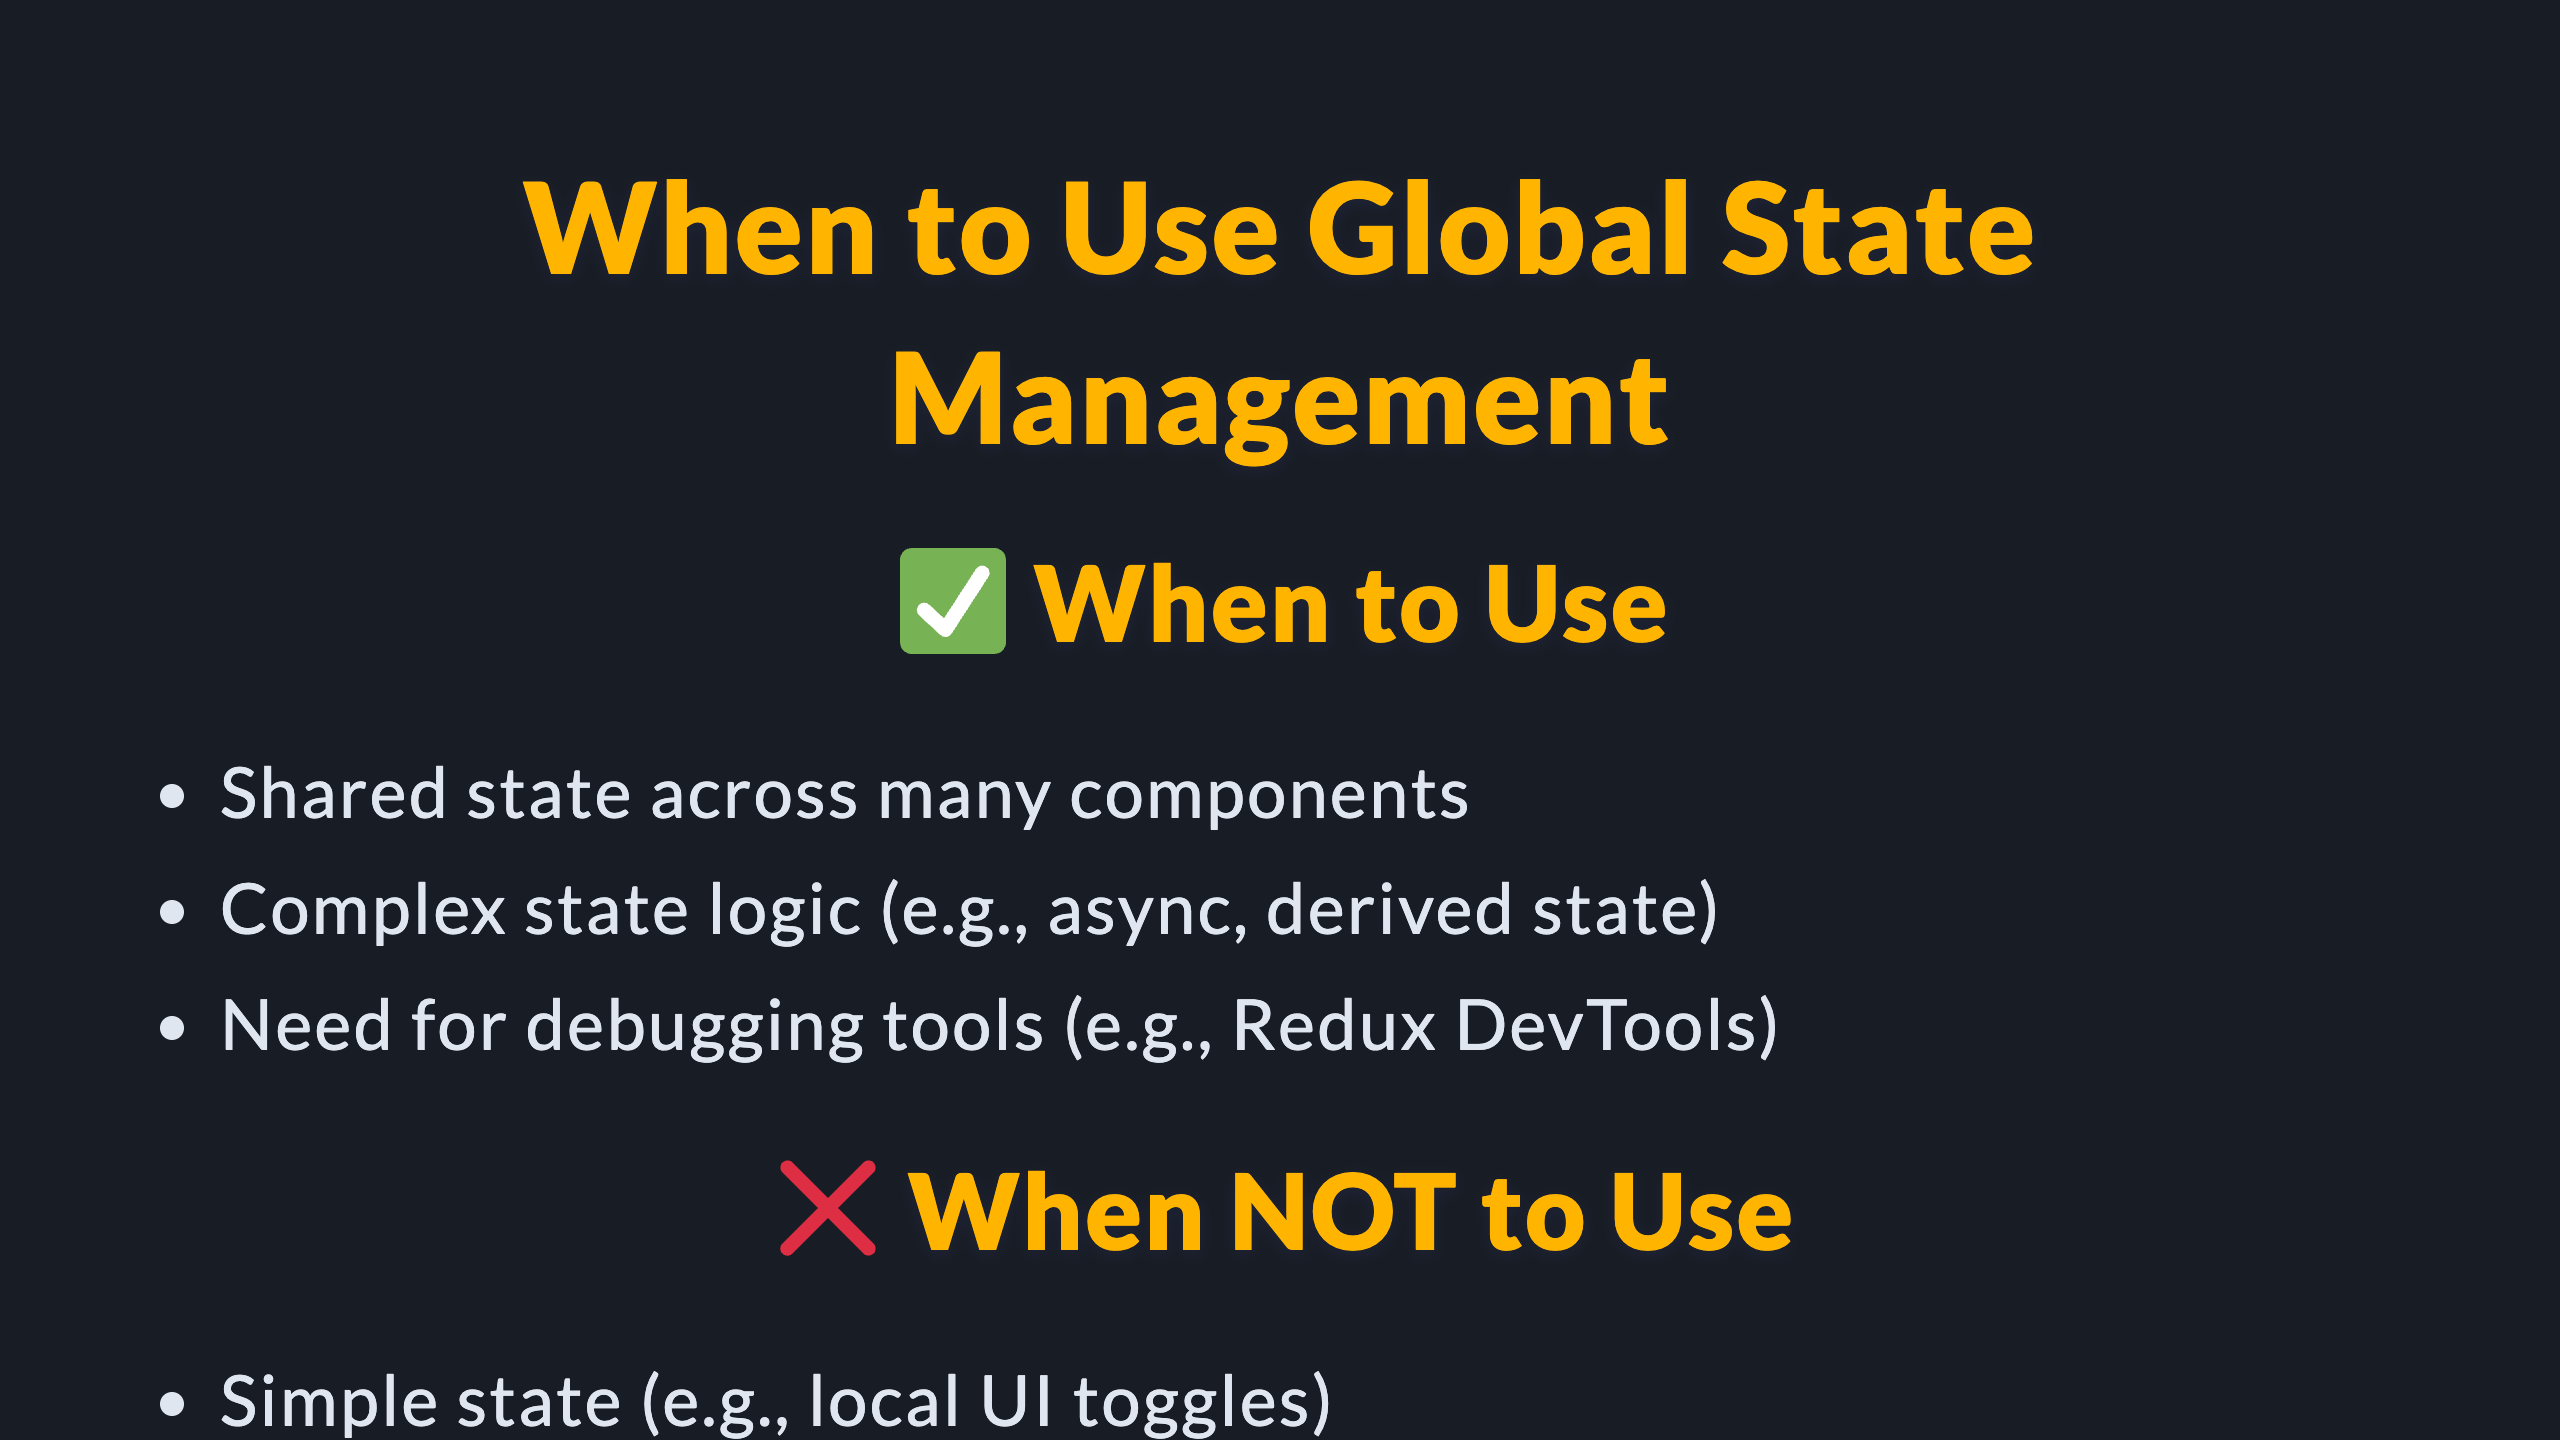 When to Use Global State
Management
✅ When to Use
• Shared state across many components
• Complex state logic (e.g., async, derived state)
• Need for debugging tools (e.g., Redux DevTools)
❌ When NOT to Use
• Simple state (e.g., local UI toggles)